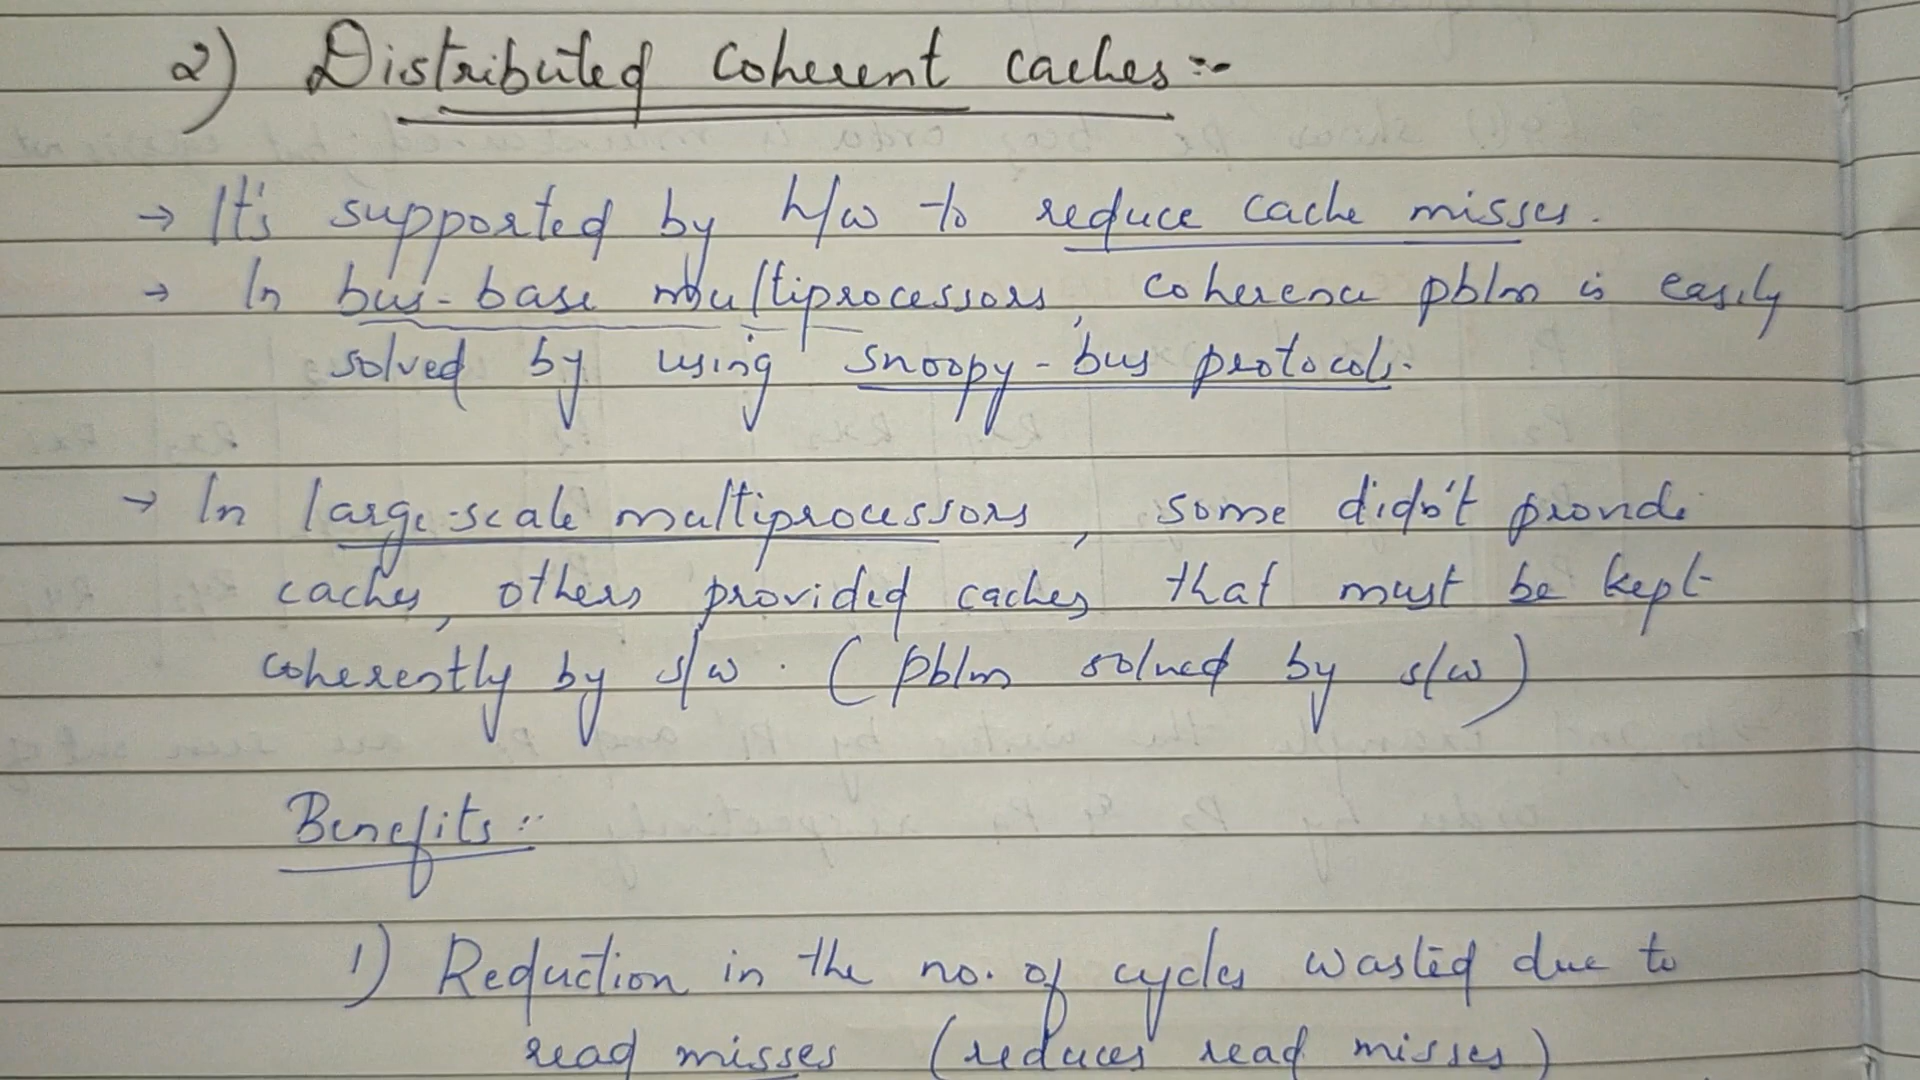 2) Distributed Coherent caches:-
→ It's supported by h/w to reduce cache misses.
→ In bus-base multiprocessors, coherence pblm is easily
solved by using snoopy-bus protocols.
→ In large-scale multiprocessors, some didn't provide
caches, others provided caches that must be kept
coherently by s/w. (pblm solved by s/w)
Benefits:-
1) Reduction in the no. of cycles wasted due to
read misses (reduces read misses)